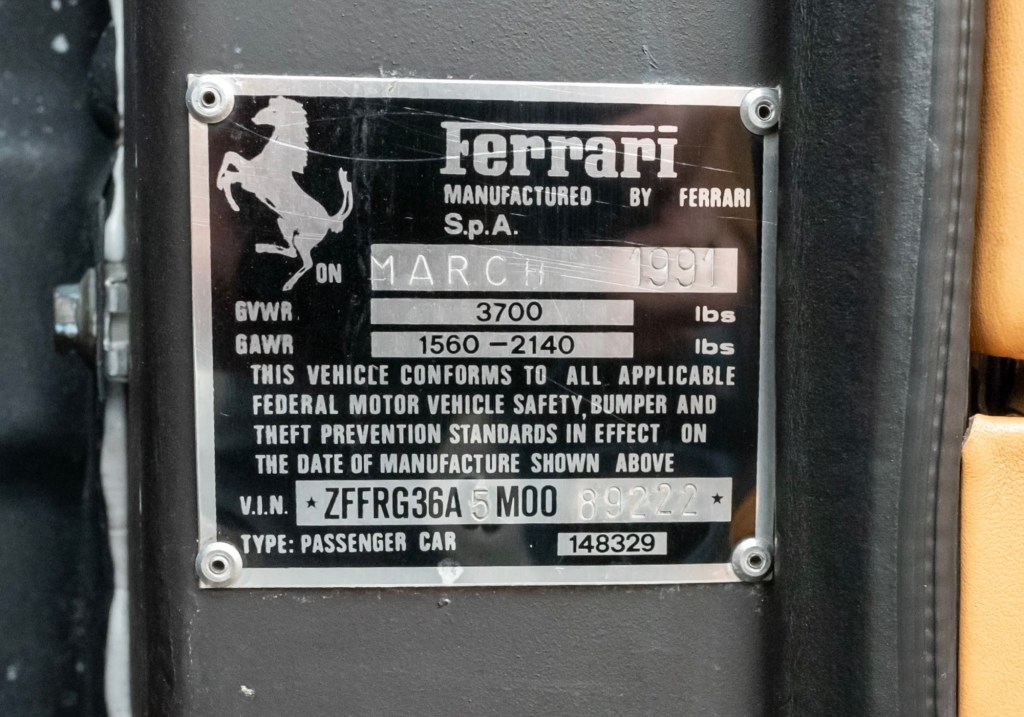 Ferrari
MANUFACTURED BY FERRARI
S.p.A.
ON MARCH 1991
GVWR 3700 lbs
GAWR 1560-2140 lbs
THIS VEHICLE CONFORMS TO ALL APPLICABLE
FEDERAL MOTOR VEHICLE SAFETY, BUMPER AND
THEFT PREVENTION STANDARDS IN EFFECT ON
THE DATE OF MANUFACTURE SHOWN ABOVE
V.I.N. ★ ZFFRG36A5M0089222 ★
TYPE: PASSENGER CAR 148329